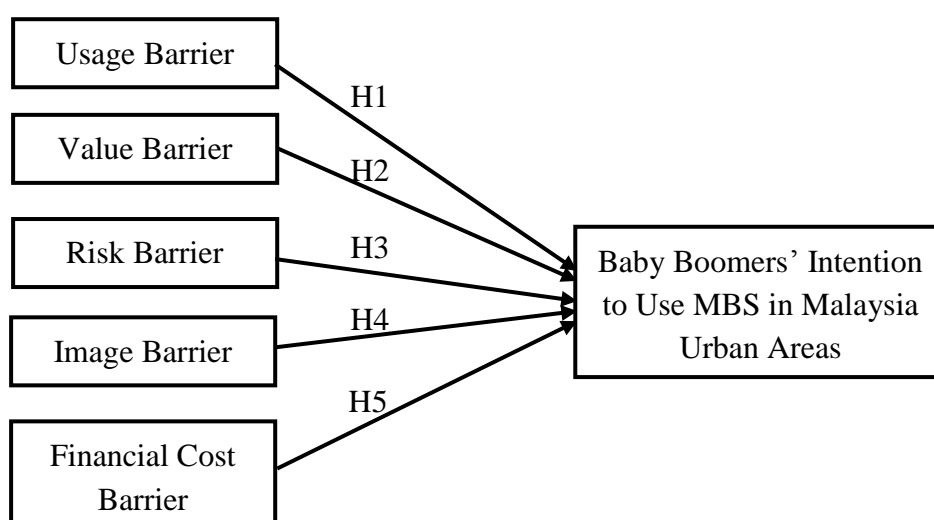 Usage Barrier
H1
Value Barrier
H2
Risk Barrier
H3
Image Barrier
H4
Financial Cost
Barrier
H5
Baby Boomers’ Intention
to Use MBS in Malaysia
Urban Areas